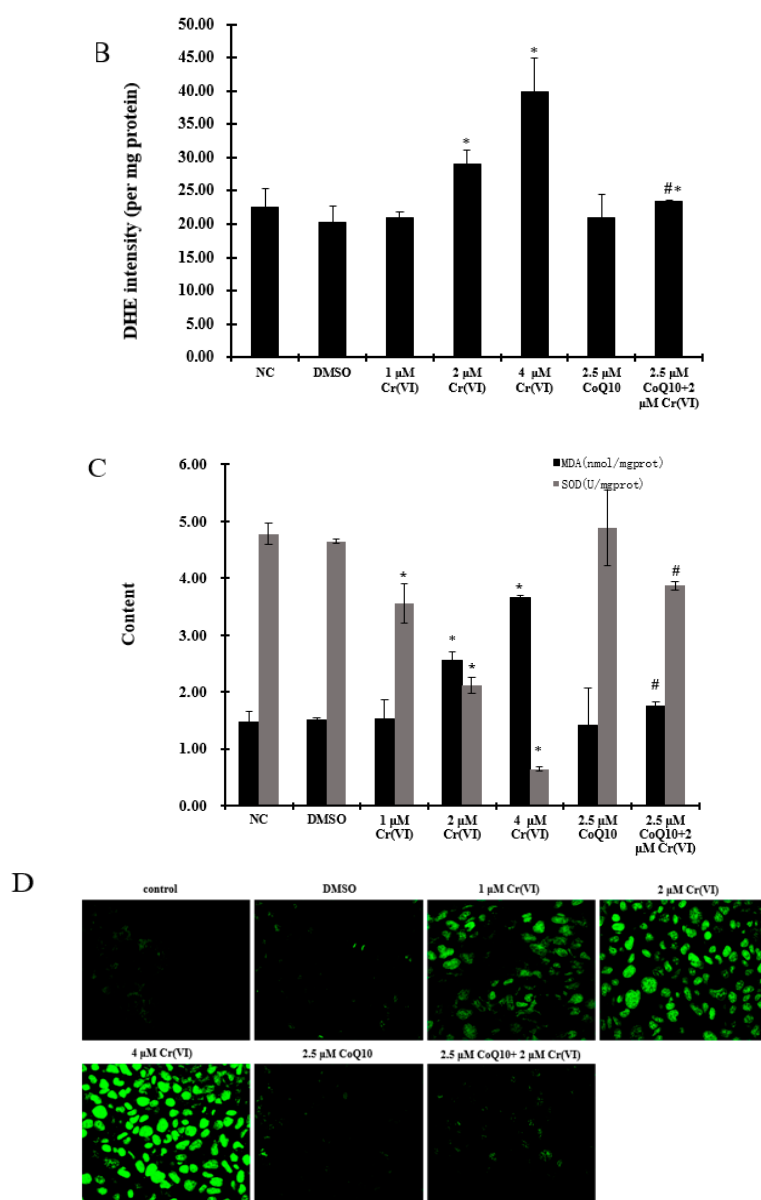 B
50.00
45.00
40.00
35.00
30.00
25.00
20.00
15.00
10.00
5.00
0.00
DHE intensity (per mg protein)
*
*
#*
NC
DMSO
1 μM
Cr(VI)
2 μM
Cr(VI)
4 μM
Cr(VI)
2.5 μM
CoQ10
2.5 μM
CoQ10+2
μM Cr(VI)
C
6.00
5.00
4.00
3.00
2.00
1.00
0.00
Content
MDA(nmol/mgprot)
SOD(U/mgprot)
*
*
*
*
*
#
#
NC
DMSO
1 μM
Cr(VI)
2 μM
Cr(VI)
4 μM
Cr(VI)
2.5 μM
CoQ10
2.5 μM
CoQ10+2
μM Cr(VI)
D
control
DMSO
1 μM Cr(VI)
2 μM Cr(VI)
4 μM Cr(VI)
2.5 μM CoQ10
2.5 μM CoQ10+ 2 μM Cr(VI)